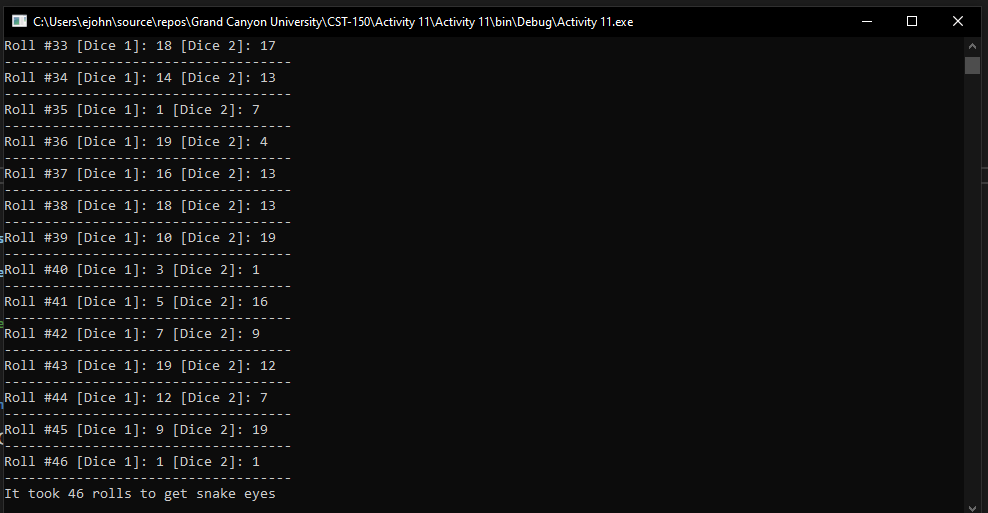 C:\Users\ejohn\source\repos\Grand Canyon University\CST-150\Activity 11\Activity 11\bin\Debug\Activity 11.exe
Roll #33 [Dice 1]: 18 [Dice 2]: 17
------------------------------------
Roll #34 [Dice 1]: 14 [Dice 2]: 13
------------------------------------
Roll #35 [Dice 1]: 1 [Dice 2]: 7
------------------------------------
Roll #36 [Dice 1]: 19 [Dice 2]: 4
------------------------------------
Roll #37 [Dice 1]: 16 [Dice 2]: 13
------------------------------------
Roll #38 [Dice 1]: 18 [Dice 2]: 13
------------------------------------
Roll #39 [Dice 1]: 10 [Dice 2]: 19
------------------------------------
Roll #40 [Dice 1]: 3 [Dice 2]: 1
------------------------------------
Roll #41 [Dice 1]: 5 [Dice 2]: 16
------------------------------------
Roll #42 [Dice 1]: 7 [Dice 2]: 9
------------------------------------
Roll #43 [Dice 1]: 19 [Dice 2]: 12
------------------------------------
Roll #44 [Dice 1]: 12 [Dice 2]: 7
------------------------------------
Roll #45 [Dice 1]: 9 [Dice 2]: 19
------------------------------------
Roll #46 [Dice 1]: 1 [Dice 2]: 1
------------------------------------
It took 46 rolls to get snake eyes